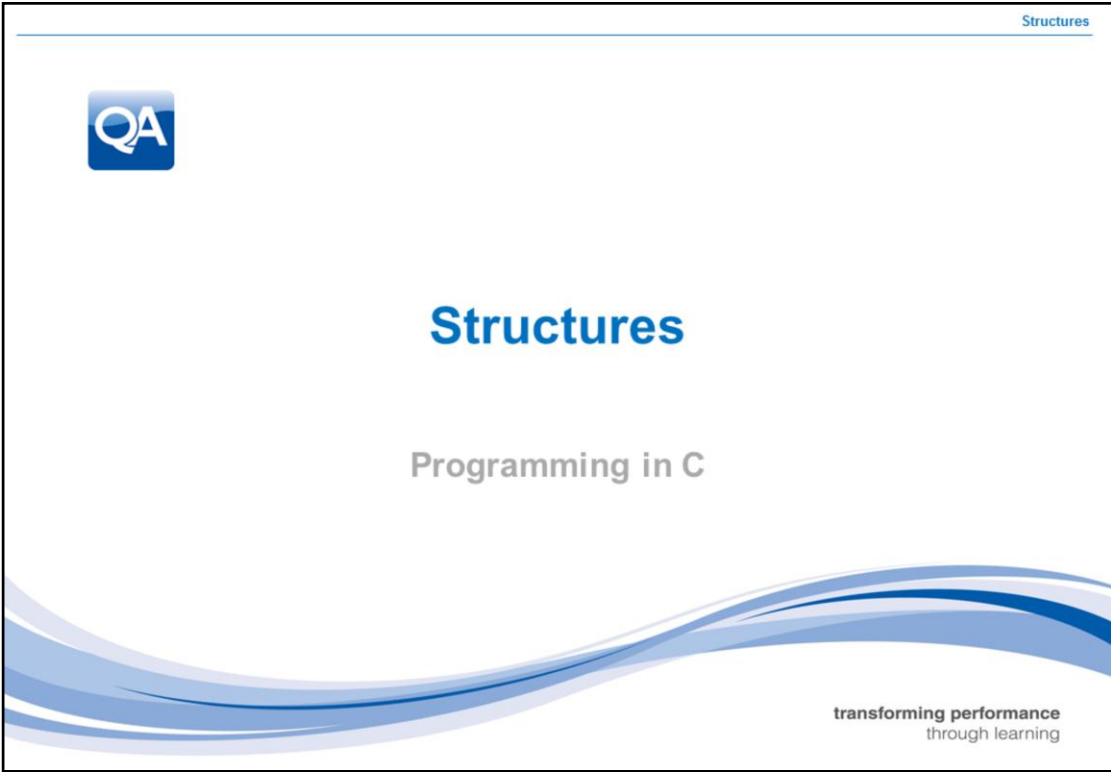 Structures
QA
Structures
Programming in C
transforming performance
through learning